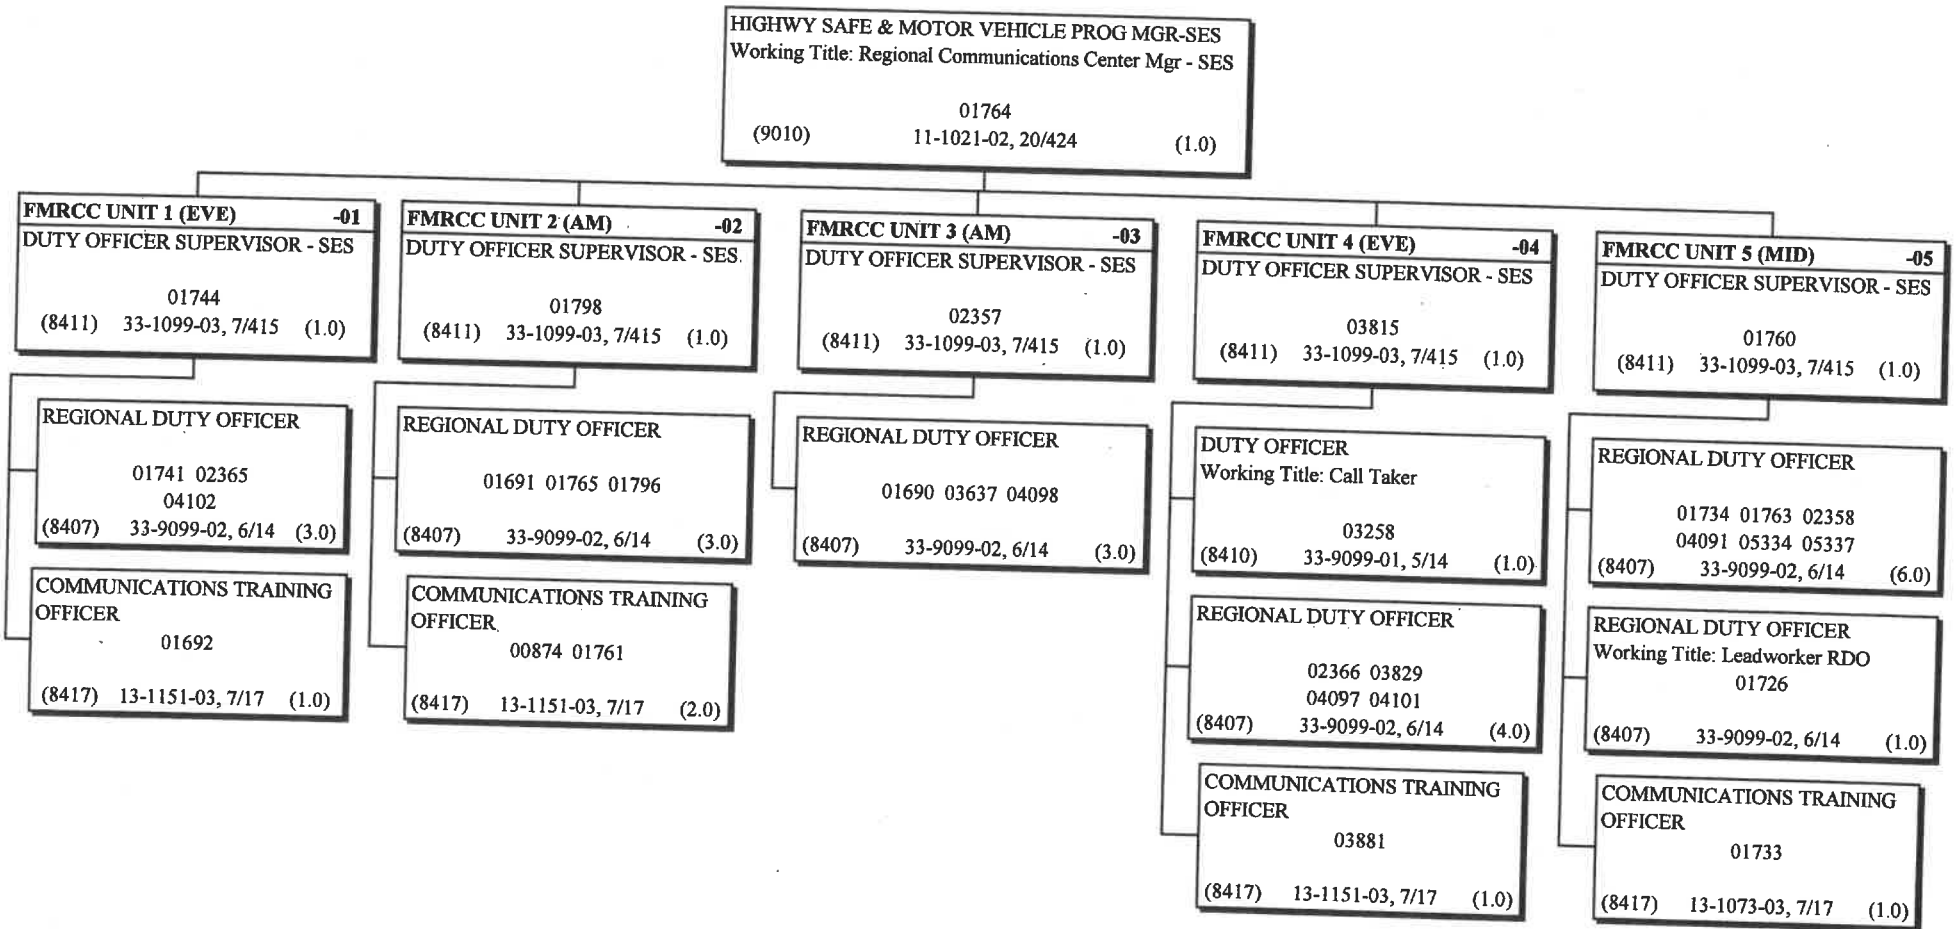 HIGHWY SAFE & MOTOR VEHICLE PROG MGR-SES
Working Title: Regional Communications Center Mgr - SES
01764
(9010) 11-1021-02, 20/424 (1.0)
FMRCC UNIT 1 (EVE) -01
DUTY OFFICER SUPERVISOR - SES
01744
(8411) 33-1099-03, 7/415 (1.0)
REGIONAL DUTY OFFICER
01741 02365
04102
(8407) 33-9099-02, 6/14 (3.0)
COMMUNICATIONS TRAINING
OFFICER
01692
(8417) 13-1151-03, 7/17 (1.0)
FMRCC UNIT 2 (AM) -02
DUTY OFFICER SUPERVISOR - SES
01798
(8411) 33-1099-03, 7/415 (1.0)
REGIONAL DUTY OFFICER
01691 01765 01796
(8407) 33-9099-02, 6/14 (3.0)
COMMUNICATIONS TRAINING
OFFICER
00874 01761
(8417) 13-1151-03, 7/17 (2.0)
FMRCC UNIT 3 (AM) -03
DUTY OFFICER SUPERVISOR - SES
02357
(8411) 33-1099-03, 7/415 (1.0)
REGIONAL DUTY OFFICER
01690 03637 04098
(8407) 33-9099-02, 6/14 (3.0)
FMRCC UNIT 4 (EVE) -04
DUTY OFFICER SUPERVISOR - SES
03815
(8411) 33-1099-03, 7/415 (1.0)
DUTY OFFICER
Working Title: Call Taker
03258
(8410) 33-9099-01, 5/14 (1.0)
REGIONAL DUTY OFFICER
02366 03829
04097 04101
(8407) 33-9099-02, 6/14 (4.0)
COMMUNICATIONS TRAINING
OFFICER
03881
(8417) 13-1151-03, 7/17 (1.0)
FMRCC UNIT 5 (MID) -05
DUTY OFFICER SUPERVISOR - SES
01760
(8411) 33-1099-03, 7/415 (1.0)
REGIONAL DUTY OFFICER
01734 01763 02358
04091 05334 05337
(8407) 33-9099-02, 6/14 (6.0)
REGIONAL DUTY OFFICER
Working Title: Leadworker RDO
01726
(8407) 33-9099-02, 6/14 (1.0)
COMMUNICATIONS TRAINING
OFFICER
01733
(8417) 13-1073-03, 7/17 (1.0)